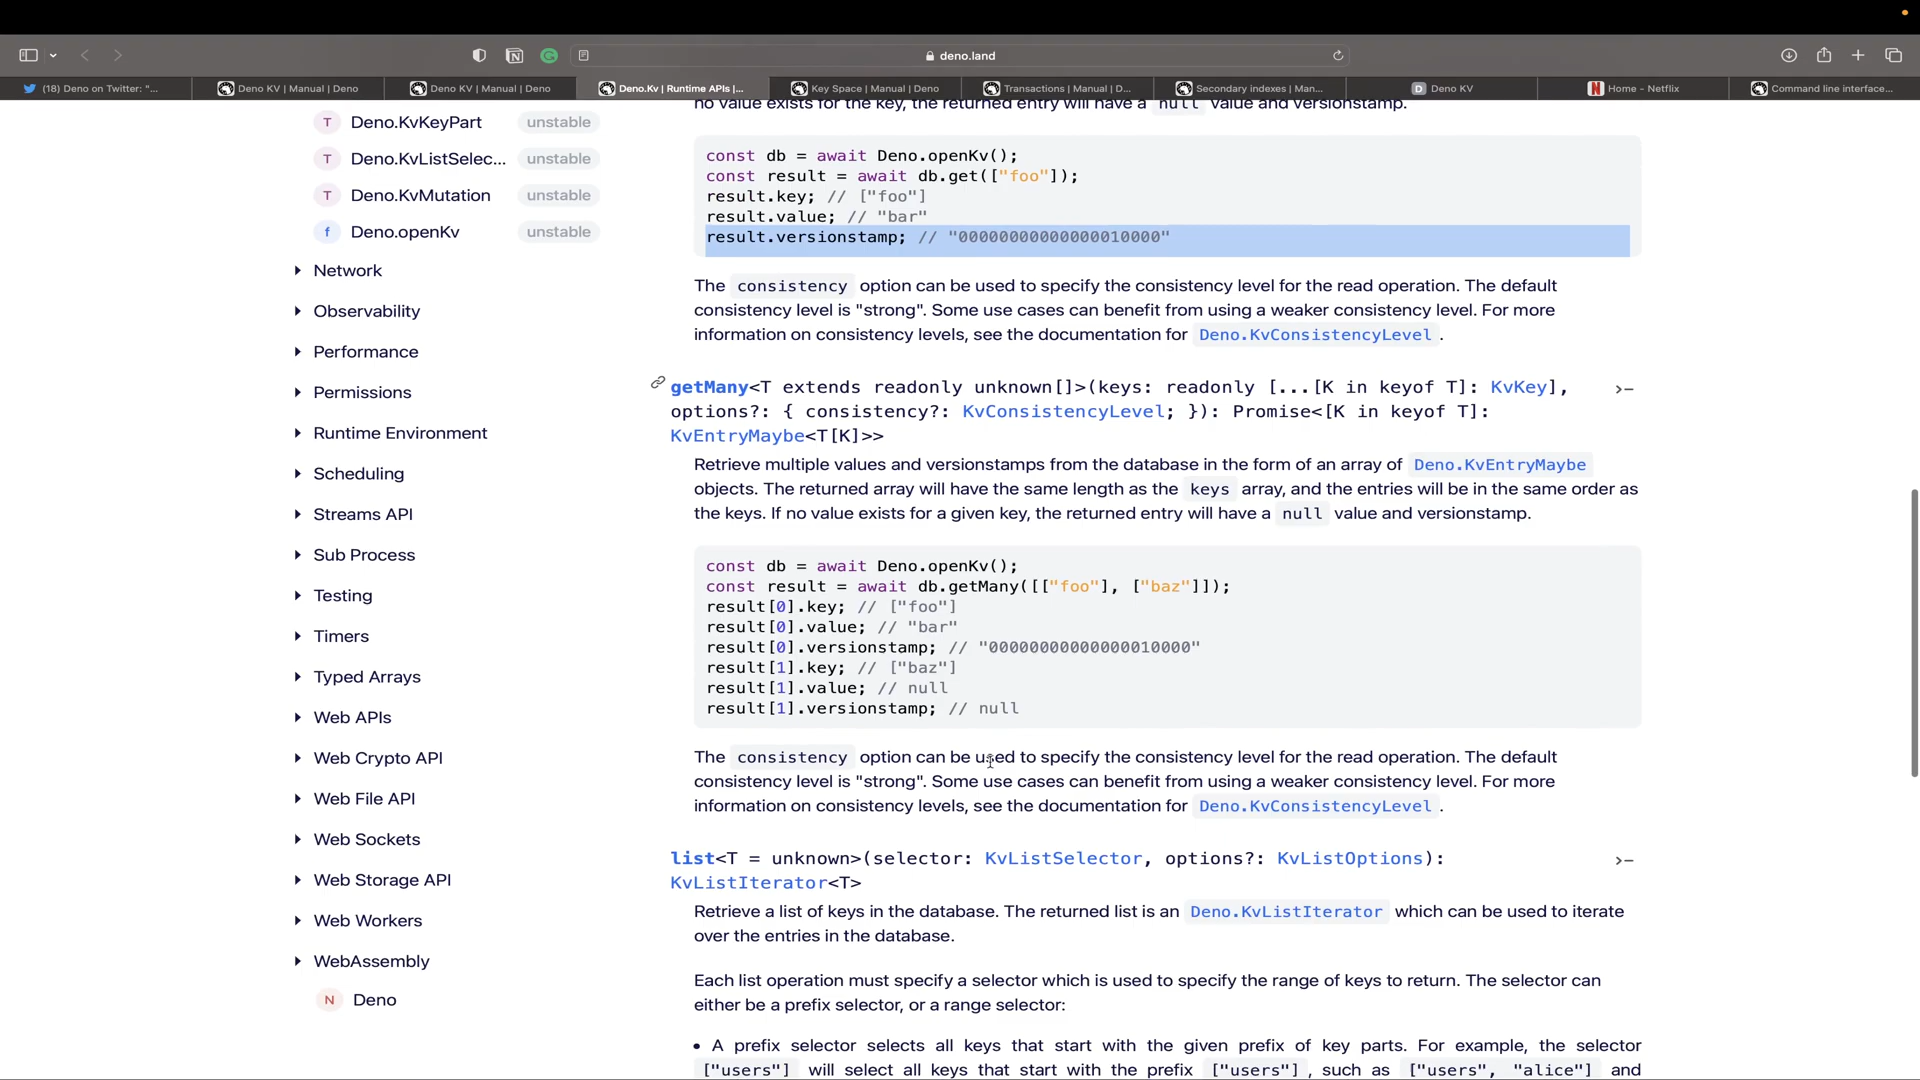 deno.land
(18) Deno on Twitter: "...
Deno KV | Manual | Deno
Deno KV | Manual | Deno
Deno.Kv | Runtime APIs |...
Key Space | Manual | Deno
Transactions | Manual | D...
Secondary indexes | Man...
Deno KV
Home - Netflix
Command line interface...
T Deno.KvKeyPart unstable
T Deno.KvListSelec... unstable
T Deno.KvMutation unstable
f Deno.openKv unstable
Network
Observability
Performance
Permissions
Runtime Environment
Scheduling
Streams API
Sub Process
Testing
Timers
Typed Arrays
Web APIs
Web Crypto API
Web File API
Web Sockets
Web Storage API
Web Workers
WebAssembly
N Deno
no value exists for the key, the returned entry will have a null value and versionstamp.
const db = await Deno.openKv();
const result = await db.get(["foo"]);
result.key; // ["foo"]
result.value; // "bar"
result.versionstamp; // "00000000000000010000"
The consistency option can be used to specify the consistency level for the read operation. The default
consistency level is "strong". Some use cases can benefit from using a weaker consistency level. For more
information on consistency levels, see the documentation for Deno.KvConsistencyLevel.
getMany<T extends readonly unknown[]>(keys: readonly [...[K in keyof T]: KvKey],
options?: { consistency?: KvConsistencyLevel; }): Promise<[K in keyof T]:
KvEntryMaybe<T[K]>>
>-
Retrieve multiple values and versionstamps from the database in the form of an array of Deno.KvEntryMaybe
objects. The returned array will have the same length as the keys array, and the entries will be in the same order as
the keys. If no value exists for a given key, the returned entry will have a null value and versionstamp.
const db = await Deno.openKv();
const result = await db.getMany([["foo"], ["baz"]]);
result[0].key; // ["foo"]
result[0].value; // "bar"
result[0].versionstamp; // "00000000000000010000"
result[1].key; // ["baz"]
result[1].value; // null
result[1].versionstamp; // null
The consistency option can be used to specify the consistency level for the read operation. The default
consistency level is "strong". Some use cases can benefit from using a weaker consistency level. For more
information on consistency levels, see the documentation for Deno.KvConsistencyLevel.
list<T = unknown>(selector: KvListSelector, options?: KvListOptions):
KvListIterator<T>
>-
Retrieve a list of keys in the database. The returned list is an Deno.KvListIterator which can be used to iterate
over the entries in the database.
Each list operation must specify a selector which is used to specify the range of keys to return. The selector can
either be a prefix selector, or a range selector:
• A prefix selector selects all keys that start with the given prefix of key parts. For example, the selector
["users"] will select all keys that start with the prefix ["users"], such as ["users", "alice"] and